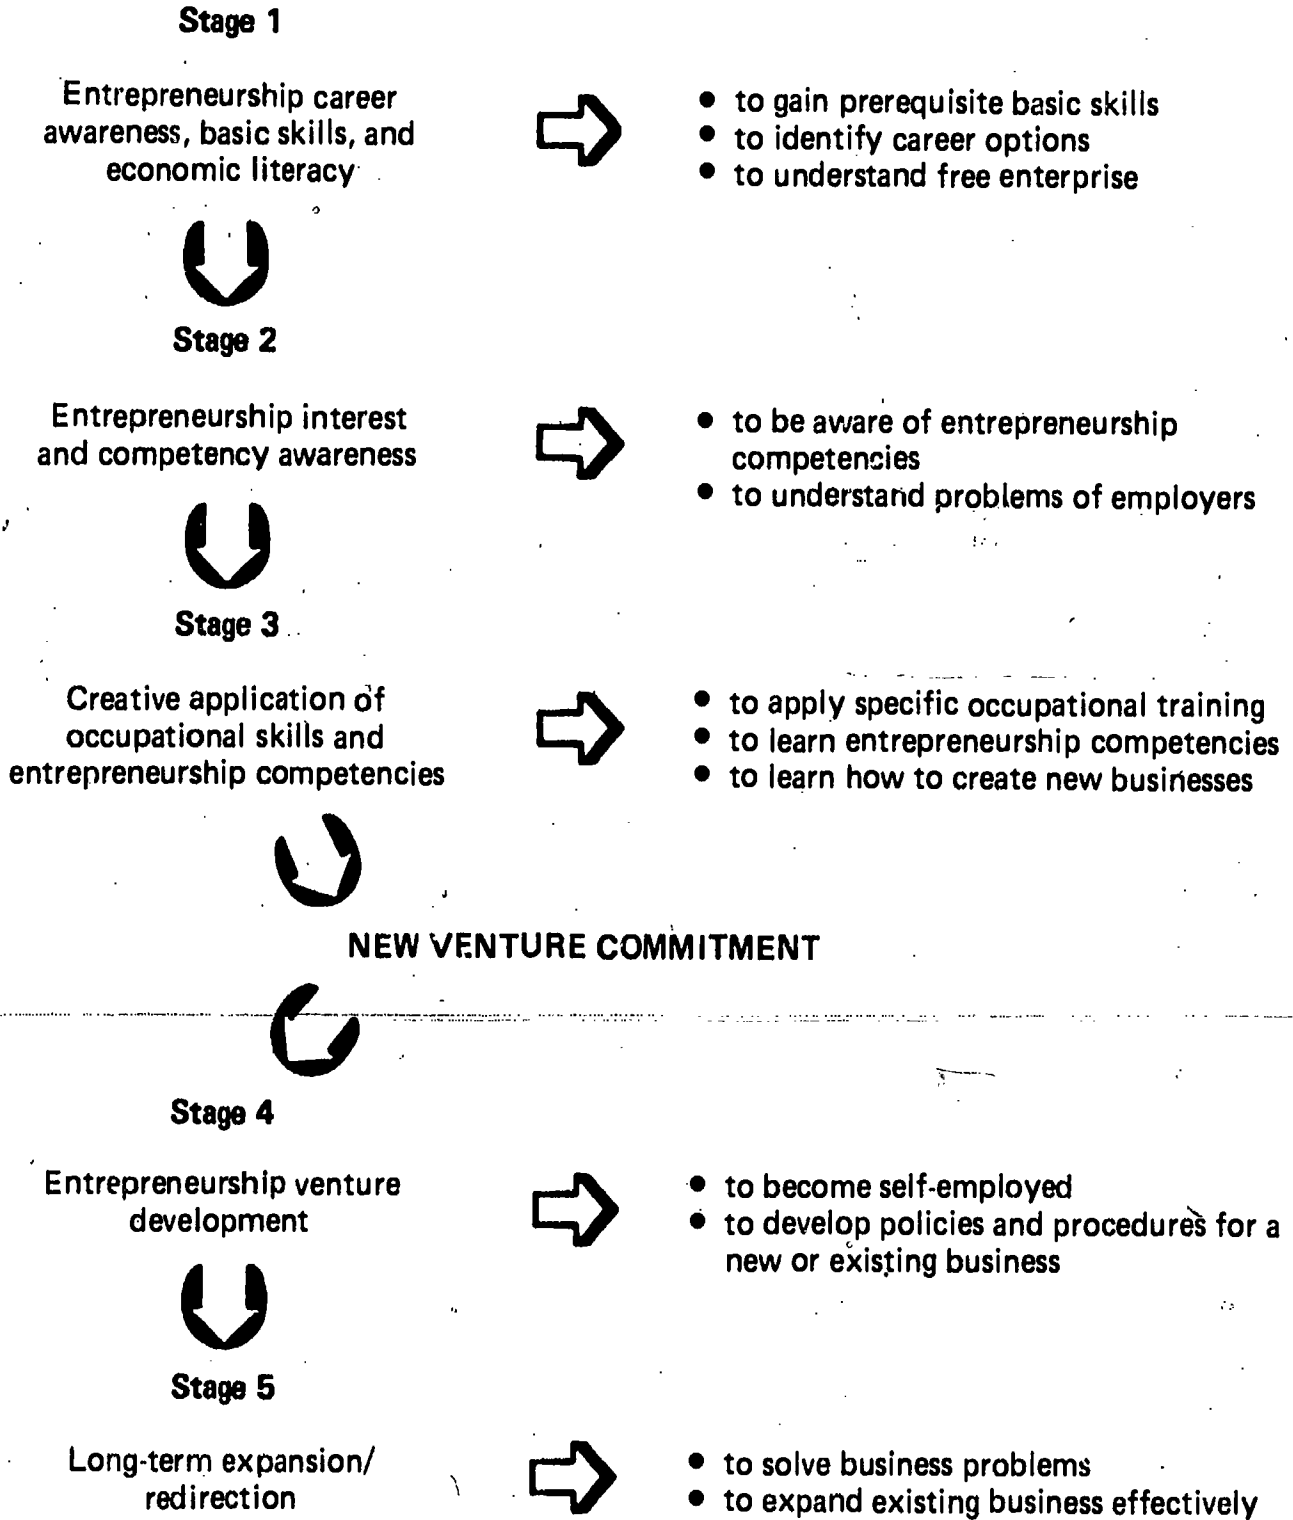 Stage 1
Entrepreneurship career
awareness, basic skills, and
economic literacy
• to gain prerequisite basic skills
• to identify career options
• to understand free enterprise
Stage 2
Entrepreneurship interest
and competency awareness
• to be aware of entrepreneurship
competencies
• to understand problems of employers
Stage 3
Creative application of
occupational skills and
entrepreneurship competencies
• to apply specific occupational training
• to learn entrepreneurship competencies
• to learn how to create new businesses
NEW VENTURE COMMITMENT
Stage 4
Entrepreneurship venture
development
• to become self-employed
• to develop policies and procedures for a
new or existing business
Stage 5
Long-term expansion/
redirection
• to solve business problems
• to expand existing business effectively